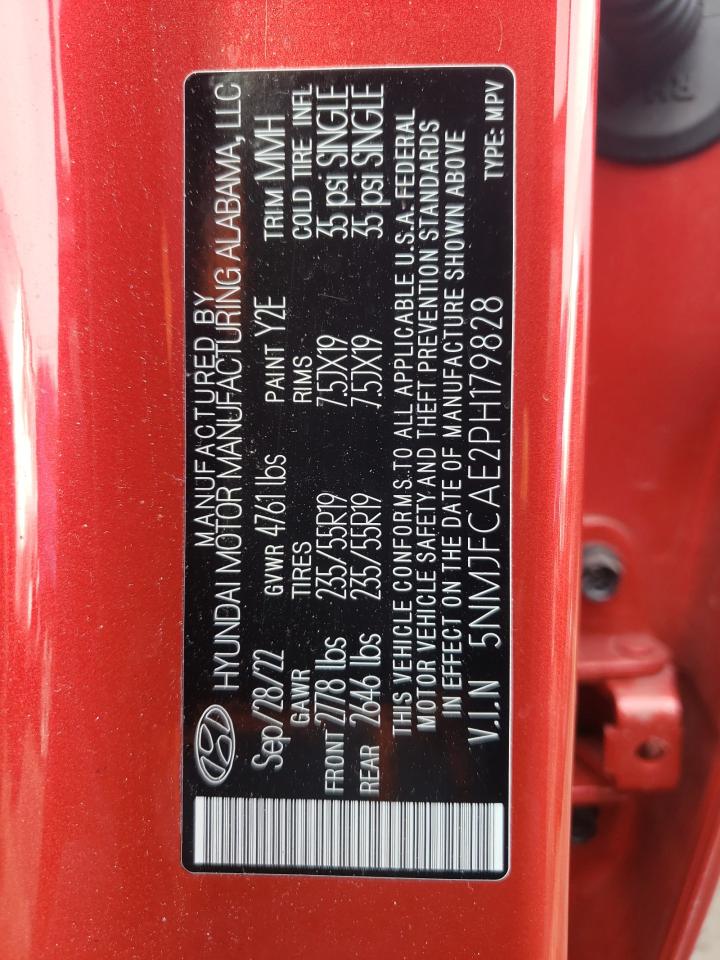 MANUFACTURED BY
HYUNDAI MOTOR MANUFACTURING ALABAMA, LLC
Sep/28/22 GVWR 4761 lbs PAINT Y2E TRIM MMH
GAWR TIRES RIMS COLD TIRE INFL
FRONT 2778 lbs 235/55R19 7.5JX19 35 psi SINGLE
REAR 2646 lbs 235/55R19 7.5JX19 35 psi SINGLE
THIS VEHICLE CONFORMS TO ALL APPLICABLE U.S.A. FEDERAL
MOTOR VEHICLE SAFETY AND THEFT PREVENTION STANDARDS
IN EFFECT ON THE DATE OF MANUFACTURE SHOWN ABOVE
V.I.N 5NMJFCAE2PH179828 TYPE: MPV